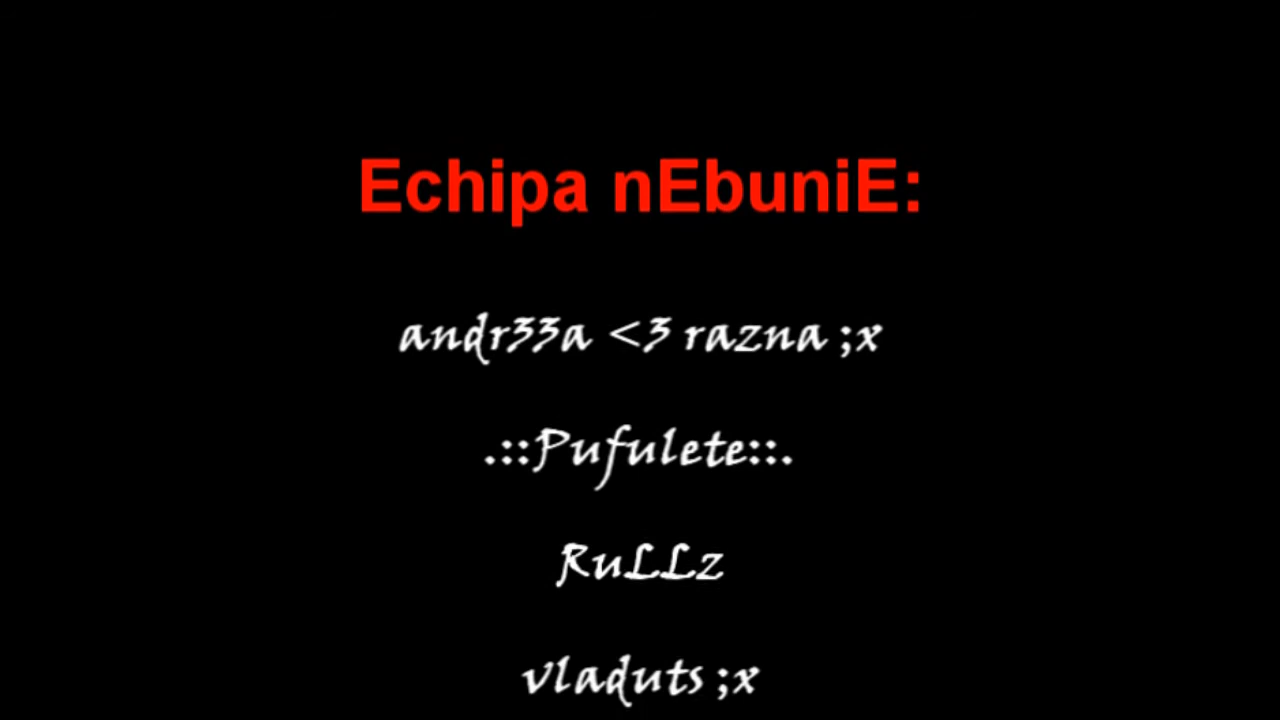 Echipa nEbuniE:
andr33a <3 razna ;x
.::Pufulete::.
RuLLz
vladuts ;x